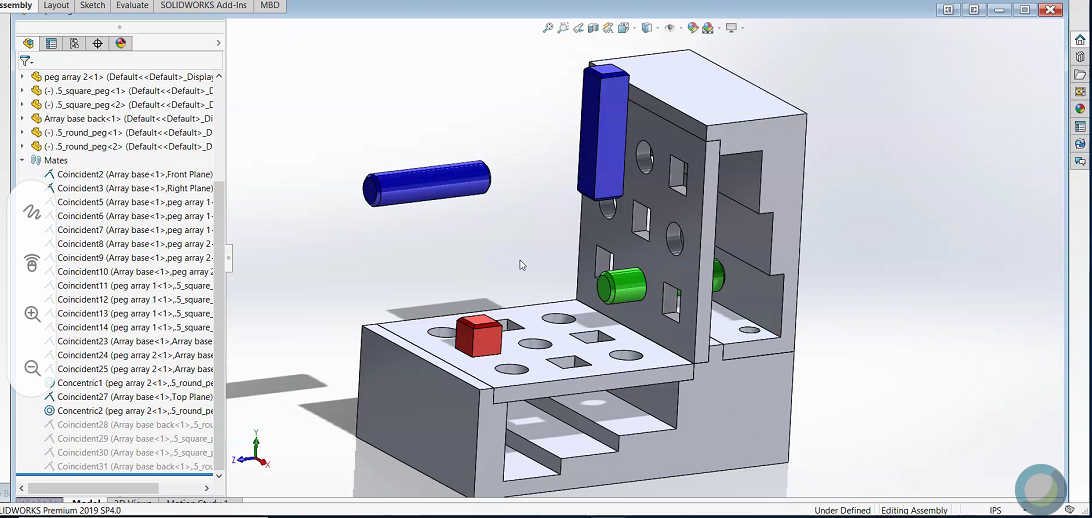 ssembly Layout Sketch Evaluate SOLIDWORKS Add-Ins MBD
peg array 2<1> (Default<<Default>_Display
(-) .5_square_peg<1> (Default<<Default>_D
(-) .5_square_peg<2> (Default<<Default>_D
Array base back<1> (Default<<Default>_Di
(-) .5_round_peg<1> (Default<<Default>_D
(-) .5_round_peg<2> (Default<<Default>_D
Mates
Coincident2 (Array base<1>,Front Plane)
Coincident3 (Array base<1>,Right Plane)
Coincident5 (Array base<1>,peg array 1<
Coincident6 (Array base<1>,peg array 1<
Coincident7 (Array base<1>,peg array 1<
Coincident8 (Array base<1>,peg array 2<
Coincident9 (Array base<1>,peg array 2<
Coincident10 (Array base<1>,peg array 2
Coincident11 (peg array 1<1>,.5_square_
Coincident12 (peg array 1<1>,.5_square_
Coincident13 (peg array 1<1>,.5_square_
Coincident14 (peg array 1<1>,.5_square_
Coincident23 (Array base<1>,Array base
Coincident24 (peg array 2<1>,Array base
Coincident25 (peg array 2<1>,Array base
Concentric1 (peg array 2<1>,.5_round_pe
Coincident27 (Array base<1>,Top Plane)
Concentric2 (peg array 2<1>,.5_round_pe
Coincident28 (Array base back<1>,.5_rou
Coincident29 (Array base back<1>,.5_square_p
Coincident30 (Array base back<1>,.5_square_p
Coincident31 (Array base back<1>,.5_rou
Y
Z X
Model 3D Views Motion Study 1
OLIDWORKS Premium 2019 SP4.0 Under Defined Editing Assembly IPS